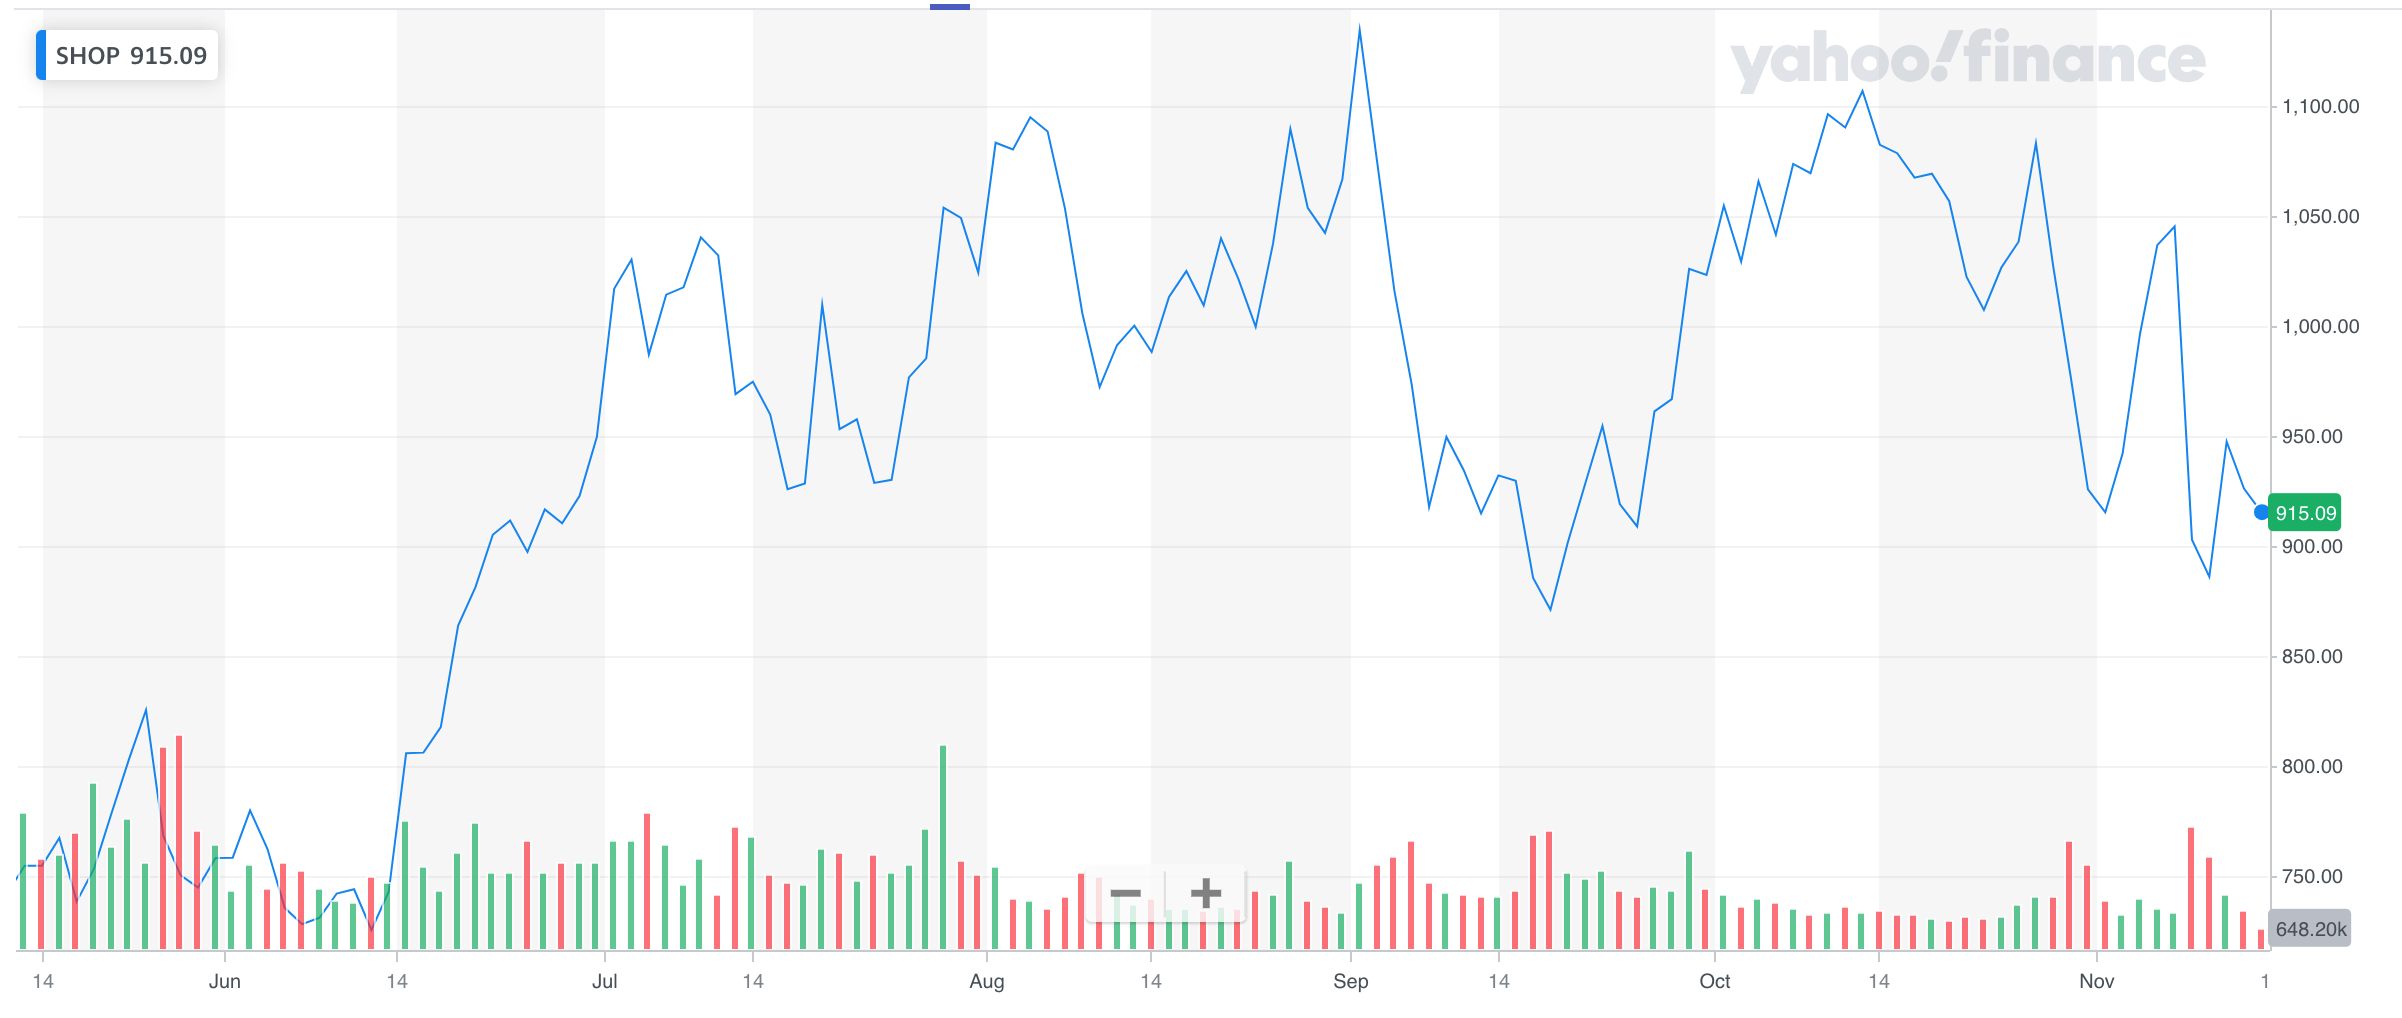 SHOP 915.09
yahoo!finance
1,100.00
1,050.00
1,000.00
950.00
915.09
900.00
850.00
800.00
750.00
648.20k
14 Jun 14 Jul 14 Aug 14 Sep 14 Oct 14 Nov 1